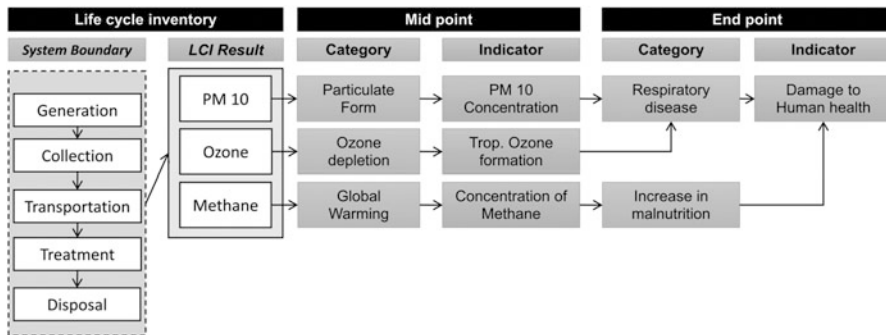 Life cycle inventory
Mid point
End point
System Boundary
LCI Result
Category
Indicator
Category
Indicator
Generation
Collection
Transportation
Treatment
Disposal
PM 10
Ozone
Methane
Particulate
Form
PM 10
Concentration
Respiratory
disease
Damage to
Human health
Ozone
depletion
Trop. Ozone
formation
Global
Warming
Concentration of
Methane
Increase in
malnutrition